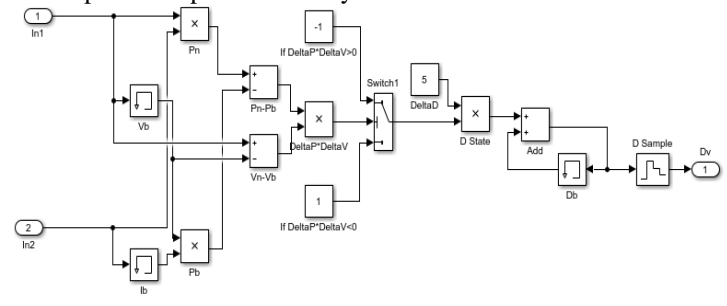 1
In1
×
Pn
-1
If DeltaP*DeltaV>0
Switch1
5
DeltaD
+
−
Pn-Pb
Vb
×
DeltaP*DeltaV
×
D State
+
+
Add
D Sample
Dv
1
+
−
Vn-Vb
Db
1
If DeltaP*DeltaV<0
2
In2
×
Pb
Ib